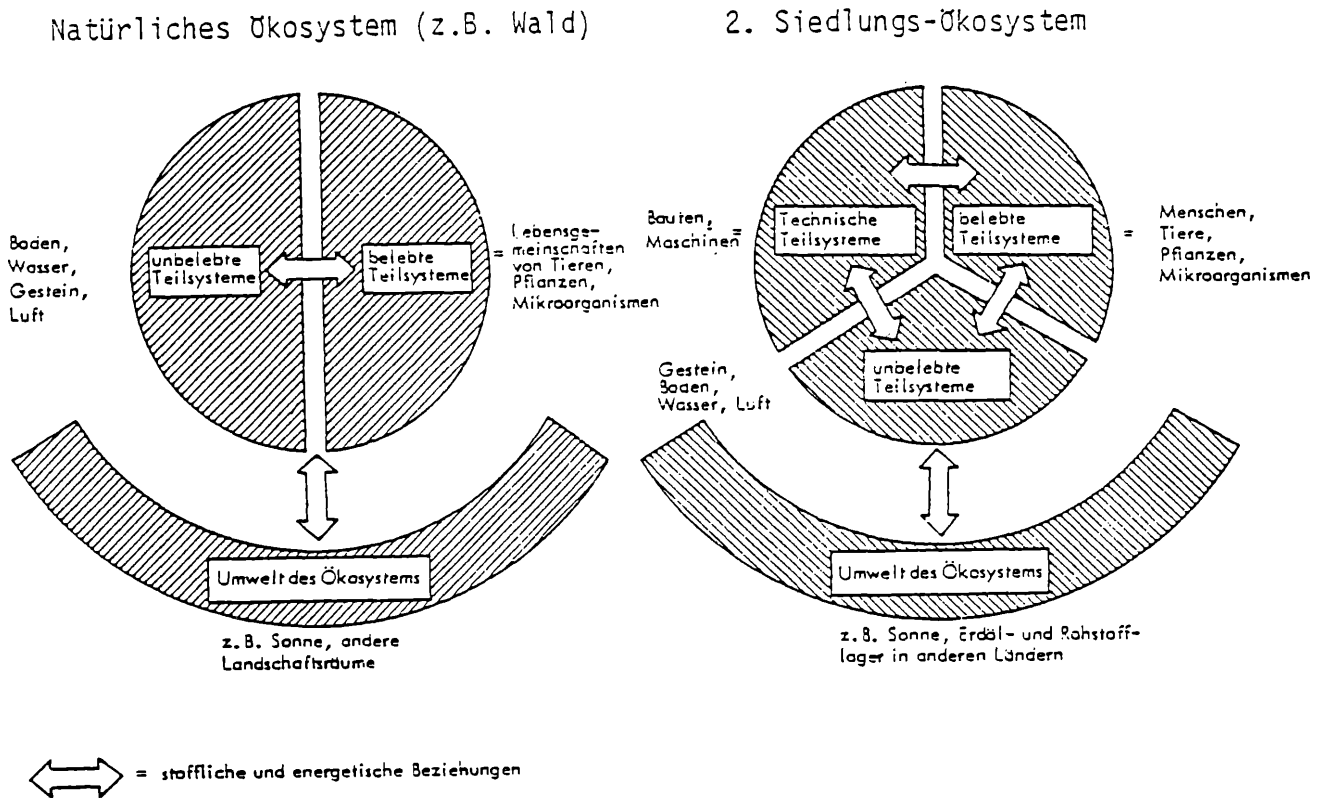 Natürliches Ökosystem (z.B. Wald)
Boden,
Wasser,
Gestein,
Luft
unbelebte
Teilsysteme
belebte
Teilsysteme
= Lebensge-
meinschaften
von Tieren,
Pflanzen,
Mikroorganismen
Umwelt des Ökosystems
z.B. Sonne, andere
Landschaftsräume
2. Siedlungs-Ökosystem
Bauten,
Maschinen =
Technische
Teilsysteme
belebte
Teilsysteme
= Menschen,
Tiere,
Pflanzen,
Mikroorganismen
Gestein,
Boden,
Wasser, Luft
unbelebte
Teilsysteme
Umwelt des Ökosystems
z.B. Sonne, Erdöl- und Rohstoff-
lager in anderen Ländern
= stoffliche und energetische Beziehungen